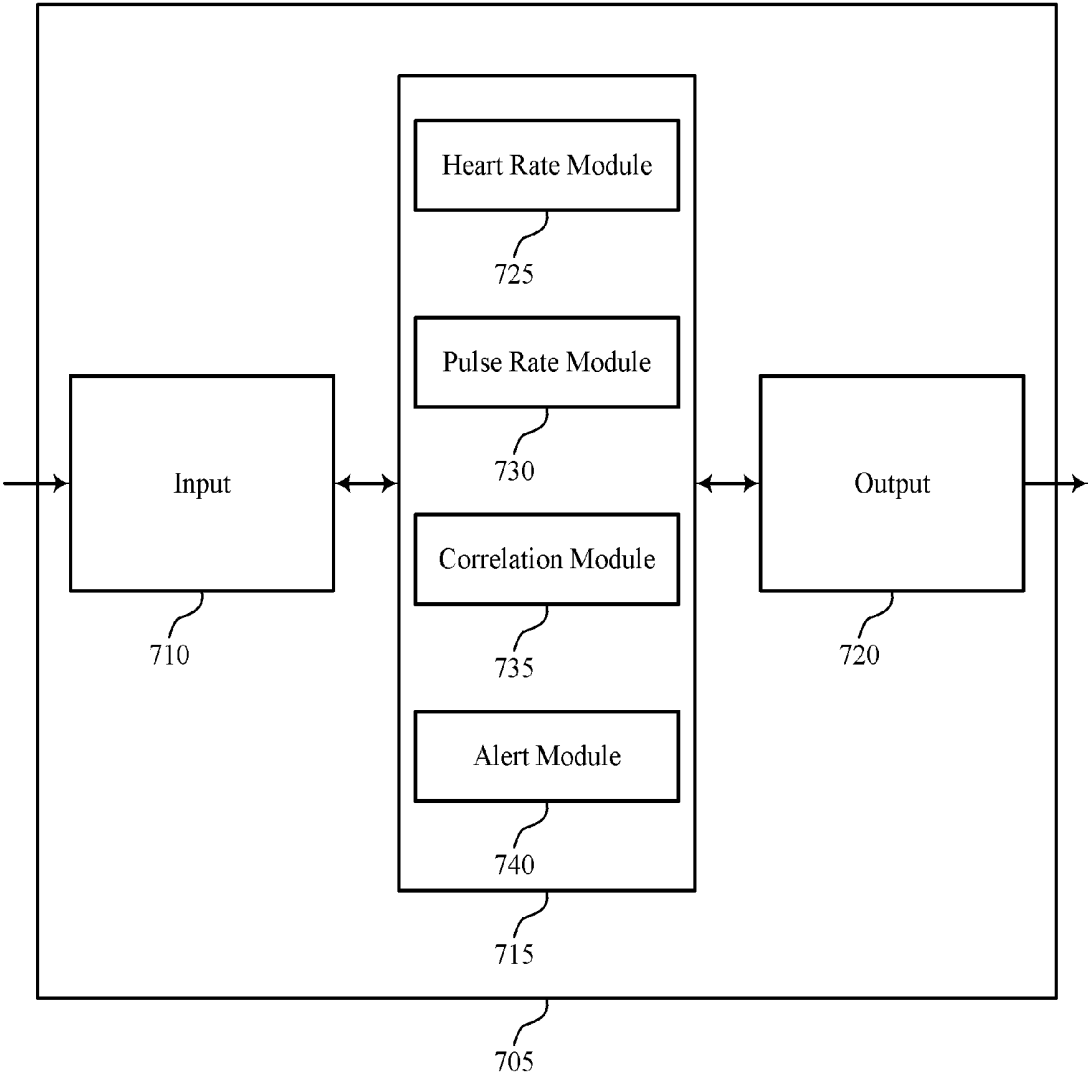 Heart Rate Module
725
Pulse Rate Module
730
Input
710
Output
720
Correlation Module
735
Alert Module
740
715
705